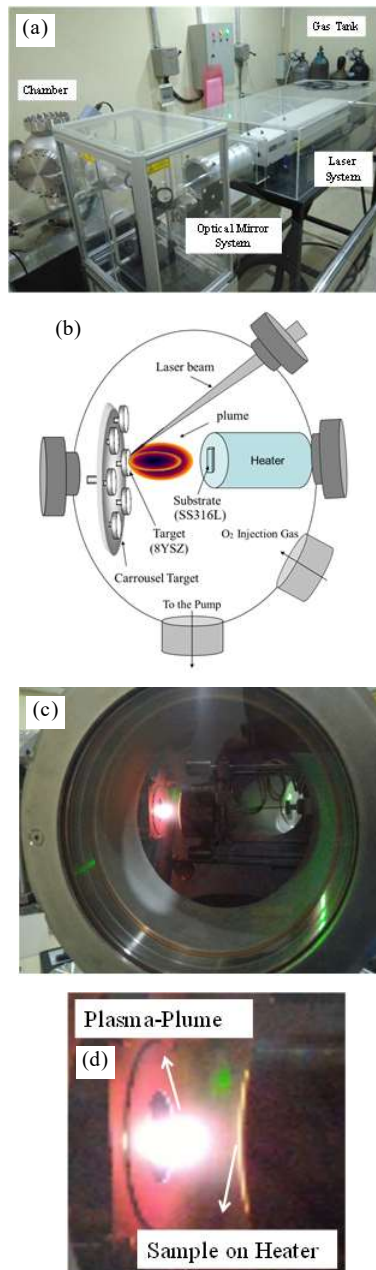 (a)
Gas Tank
Chamber
Laser
System
Optical Mirror
System
(b)
Laser beam
plume
Heater
Substrate
(SS316L)
Target
(8YSZ)
O₂ Injection Gas
Carrousel Target
To the Pump
(c)
Plasma-Plume
(d)
Sample on Heater